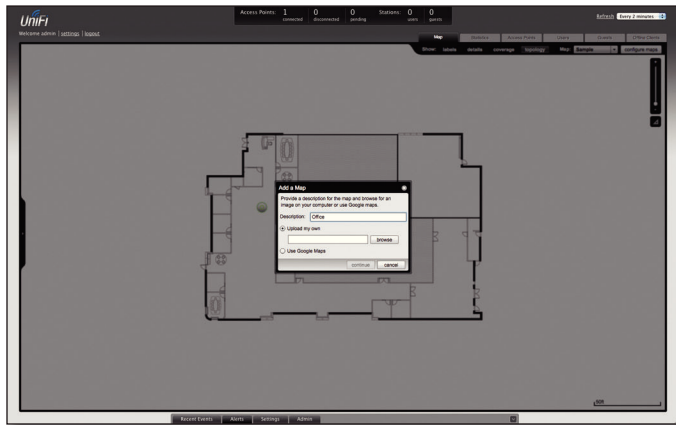 UniFi
Access Points: 1 connected 0 disconnected 0 pending Stations: 0 users 0 guests
Refresh Every 2 minutes
Welcome admin | settings | logout
Map Statistics Access Points Users Guests
Show: labels details coverage topology Map: Sample configure maps
Add a Map
Provide a description for the map and browse for an
image on your computer or use Google maps.
Description: Office
Upload my own
browse
Use Google Maps
continue cancel
Recent Events Alerts Settings Admin